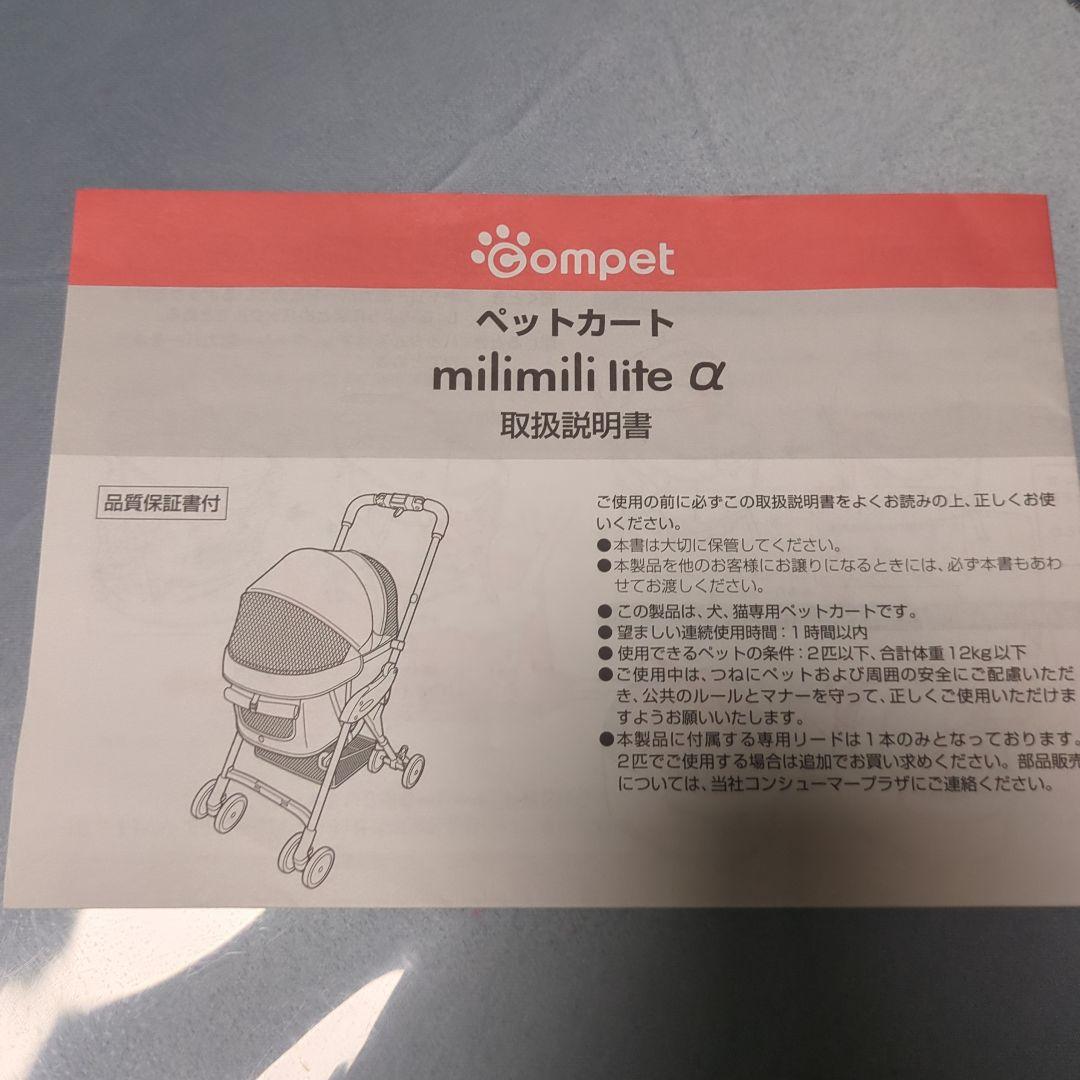 Compet
ペットカート
milimili lite α
取扱説明書
品質保証書付
ご使用の前に必ずこの取扱説明書をよくお読みの上、正しくお使
いください。
●本書は大切に保管してください。
●本製品を他のお客様にお譲りになるときには、必ず本書もあわ
せてお渡しください。
● この製品は、犬、猫専用ペットカートです。
● 望ましい連続使用時間：1時間以内
● 使用できるペットの条件：2匹以下、合計体重12kg以下
●ご使用中は、つねにペットおよび周囲の安全にご配慮いただ
き、公共のルールとマナーを守って、正しくご使用いただけま
すようお願いいたします。
●本製品に付属する専用リードは1本のみとなっております。
2匹でご使用する場合は追加でお買い求めください。部品販売
については、当社コンシューマープラザにご連絡ください。